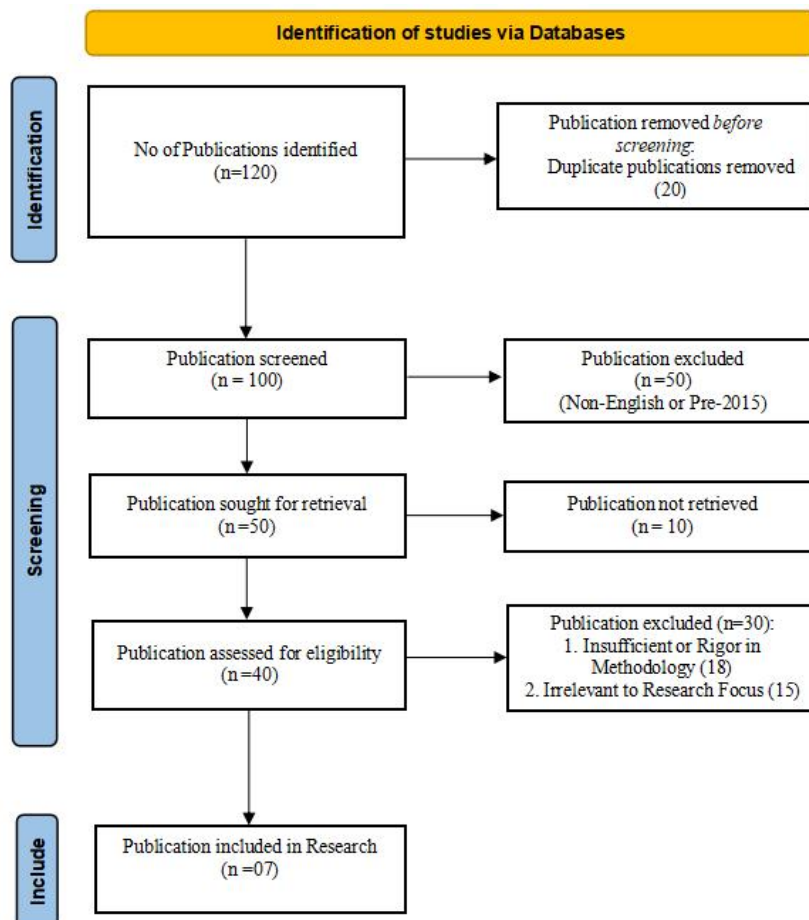 Identification of studies via Databases
Identification
No of Publications identified
(n=120)
Publication removed before
screening:
Duplicate publications removed
(20)
Screening
Publication screened
(n = 100)
Publication excluded
(n=50)
(Non-English or Pre-2015)
Publication sought for retrieval
(n =50)
Publication not retrieved
(n = 10)
Publication assessed for eligibility
(n =40)
Publication excluded (n=30):
1. Insufficient or Rigor in
Methodology (18)
2. Irrelevant to Research Focus (15)
Include
Publication included in Research
(n =07)